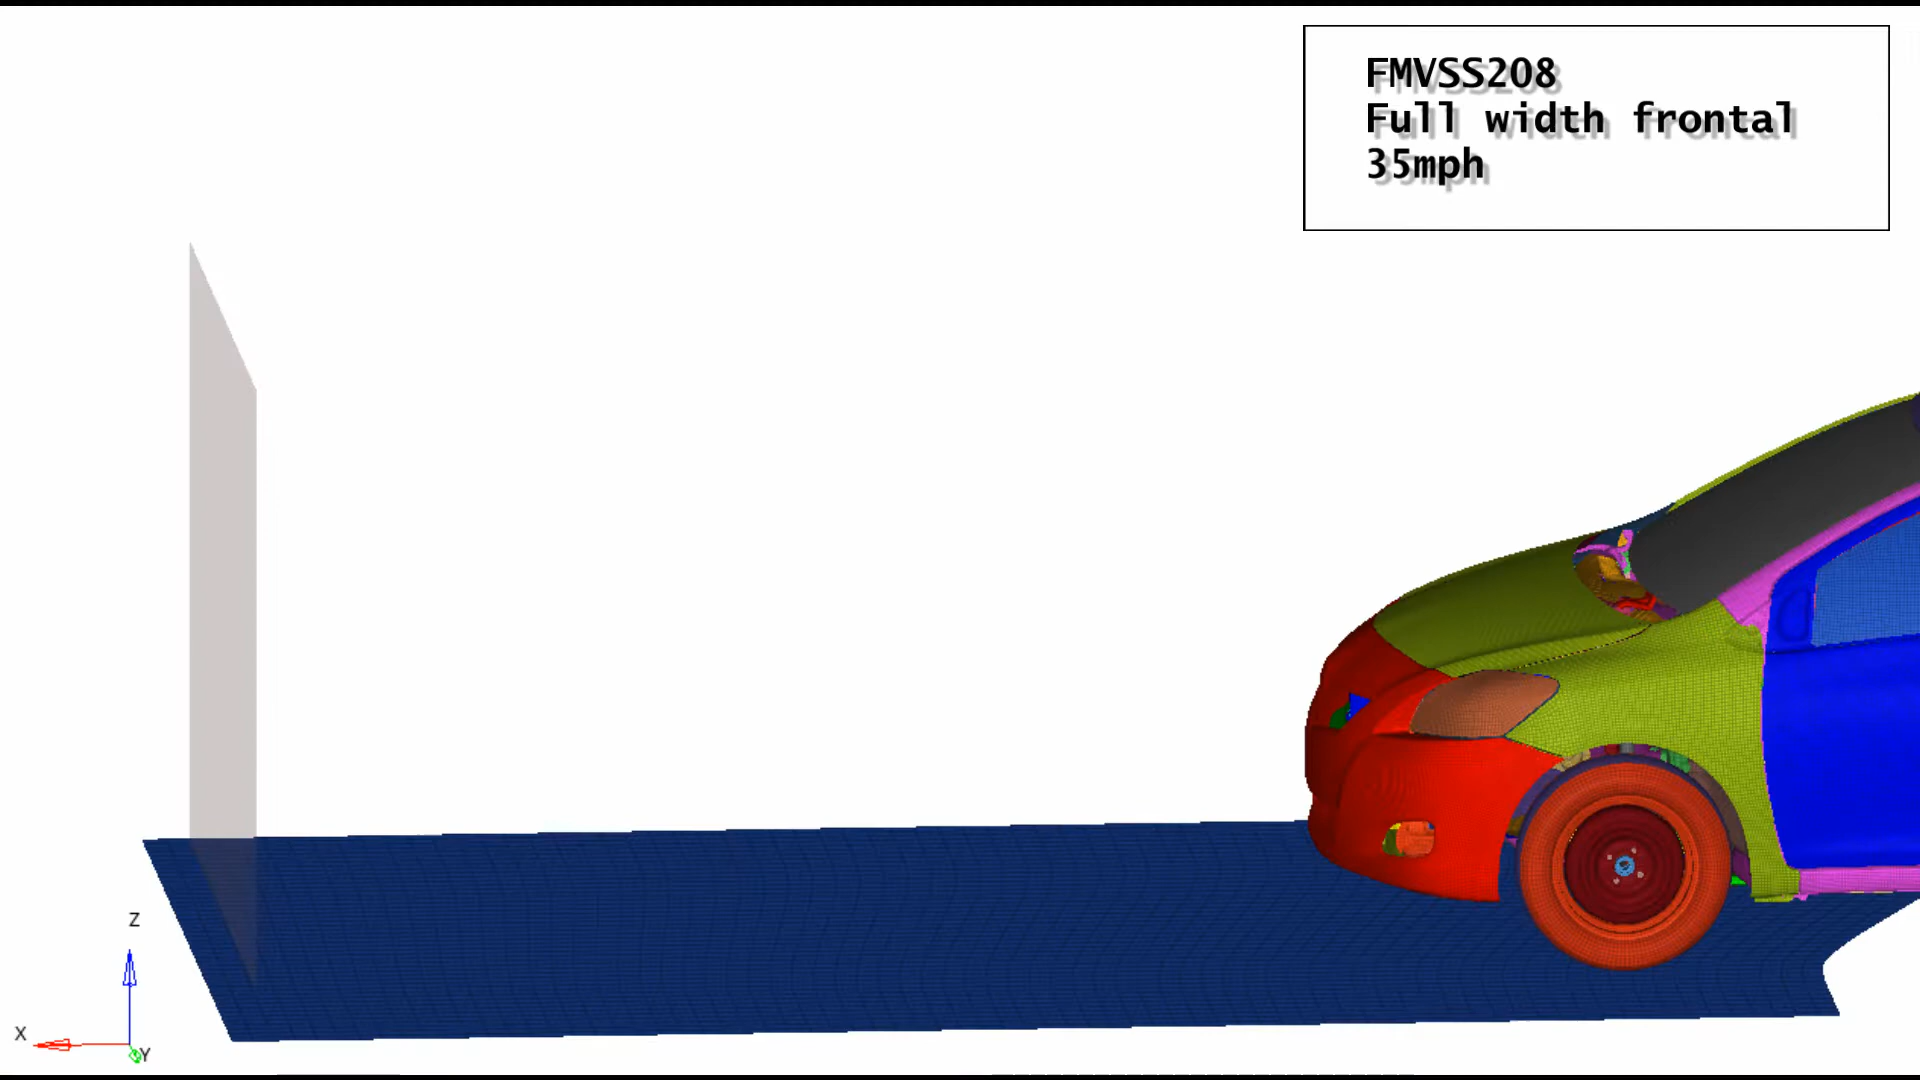 FMVSS208
Full width frontal
35mph
Z
X
Y